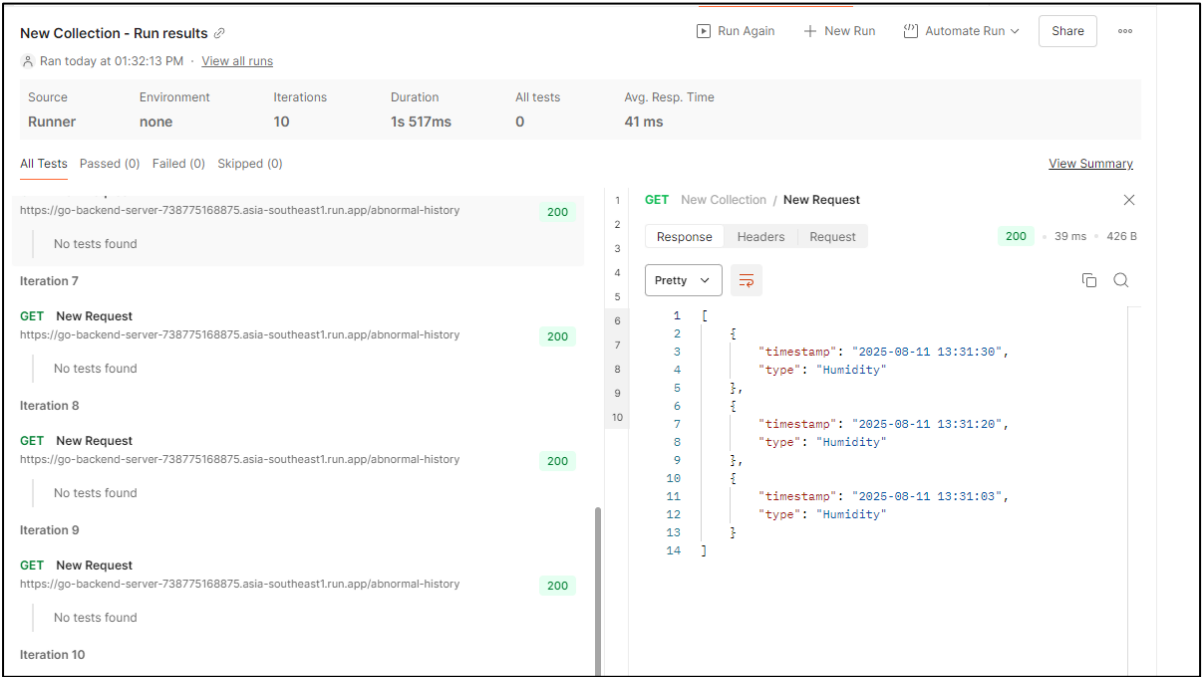 New Collection - Run results
Run Again
New Run
Automate Run
Share
Ran today at 01:32:13 PM · View all runs
Source Environment Iterations Duration All tests Avg. Resp. Time
Runner none 10 1s 517ms 0 41 ms
All Tests Passed (0) Failed (0) Skipped (0)
View Summary
https://go-backend-server-738775168875.asia-southeast1.run.app/abnormal-history
200
No tests found
Iteration 7
GET New Request
https://go-backend-server-738775168875.asia-southeast1.run.app/abnormal-history
200
No tests found
Iteration 8
GET New Request
https://go-backend-server-738775168875.asia-southeast1.run.app/abnormal-history
200
No tests found
Iteration 9
GET New Request
https://go-backend-server-738775168875.asia-southeast1.run.app/abnormal-history
200
No tests found
Iteration 10
1
2
3
4
5
6
7
8
9
10
GET New Collection / New Request
Response Headers Request
200 • 39 ms • 426 B
Pretty
1 [
2 {
3 "timestamp": "2025-08-11 13:31:30",
4 "type": "Humidity"
5 },
6 {
7 "timestamp": "2025-08-11 13:31:20",
8 "type": "Humidity"
9 },
10 {
11 "timestamp": "2025-08-11 13:31:03",
12 "type": "Humidity"
13 }
14 ]